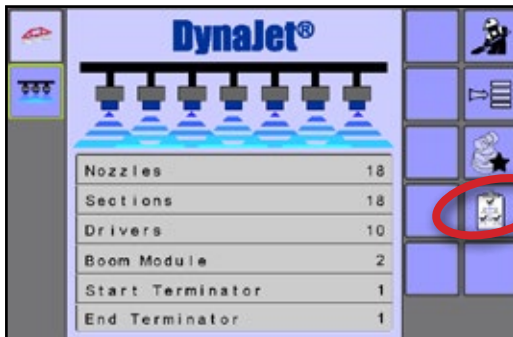 DynaJet®
Nozzles 18
Sections 18
Drivers 10
Boom Module 2
Start Terminator 1
End Terminator 1